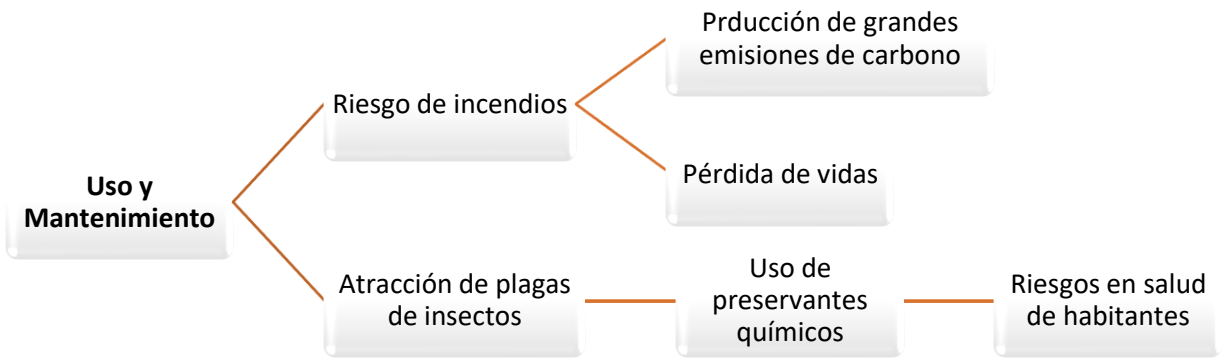 Prducción de grandes
emisiones de carbono
Riesgo de incendios
Pérdida de vidas
Uso y
Mantenimiento
Atracción de plagas
de insectos
Uso de
preservantes
químicos
Riesgos en salud
de habitantes